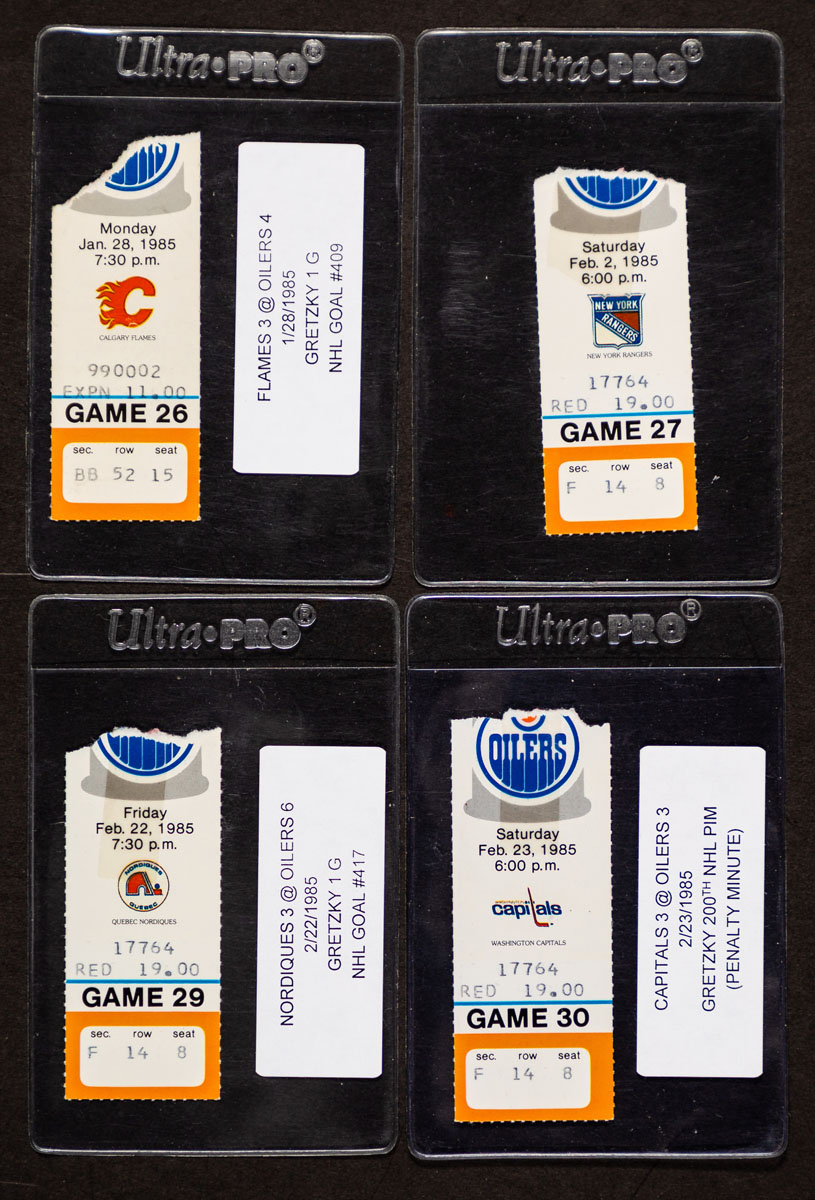 Ultra•PRO®
Monday
Jan. 28, 1985
7:30 p.m.
C
CALGARY FLAMES
990002
EXPN 11.00
GAME 26
sec. row seat
BB 52 15
FLAMES 3 @ OILERS 4
1/28/1985
GRETZKY 1 G
NHL GOAL #409
Ultra•PRO®
Saturday
Feb. 2, 1985
6:00 p.m.
NEW YORK
RANGERS
NEW YORK RANGERS
17764
RED 19.00
GAME 27
sec. row seat
F 14 8
Ultra•PRO®
Friday
Feb. 22, 1985
7:30 p.m.
NORDIQUES
QUEBEC
QUEBEC NORDIQUES
17764
RED 19.00
GAME 29
sec. row seat
F 14 8
NORDIQUES 3 @ OILERS 6
2/22/1985
GRETZKY 1 G
NHL GOAL #417
Ultra•PRO®
OILERS
Saturday
Feb. 23, 1985
6:00 p.m.
WASHINGTON
capitals
WASHINGTON CAPITALS
17764
RED 19.00
GAME 30
sec. row seat
F 14 8
CAPITALS 3 @ OILERS 3
2/23/1985
GRETZKY 200TH NHL PIM
(PENALTY MINUTE)